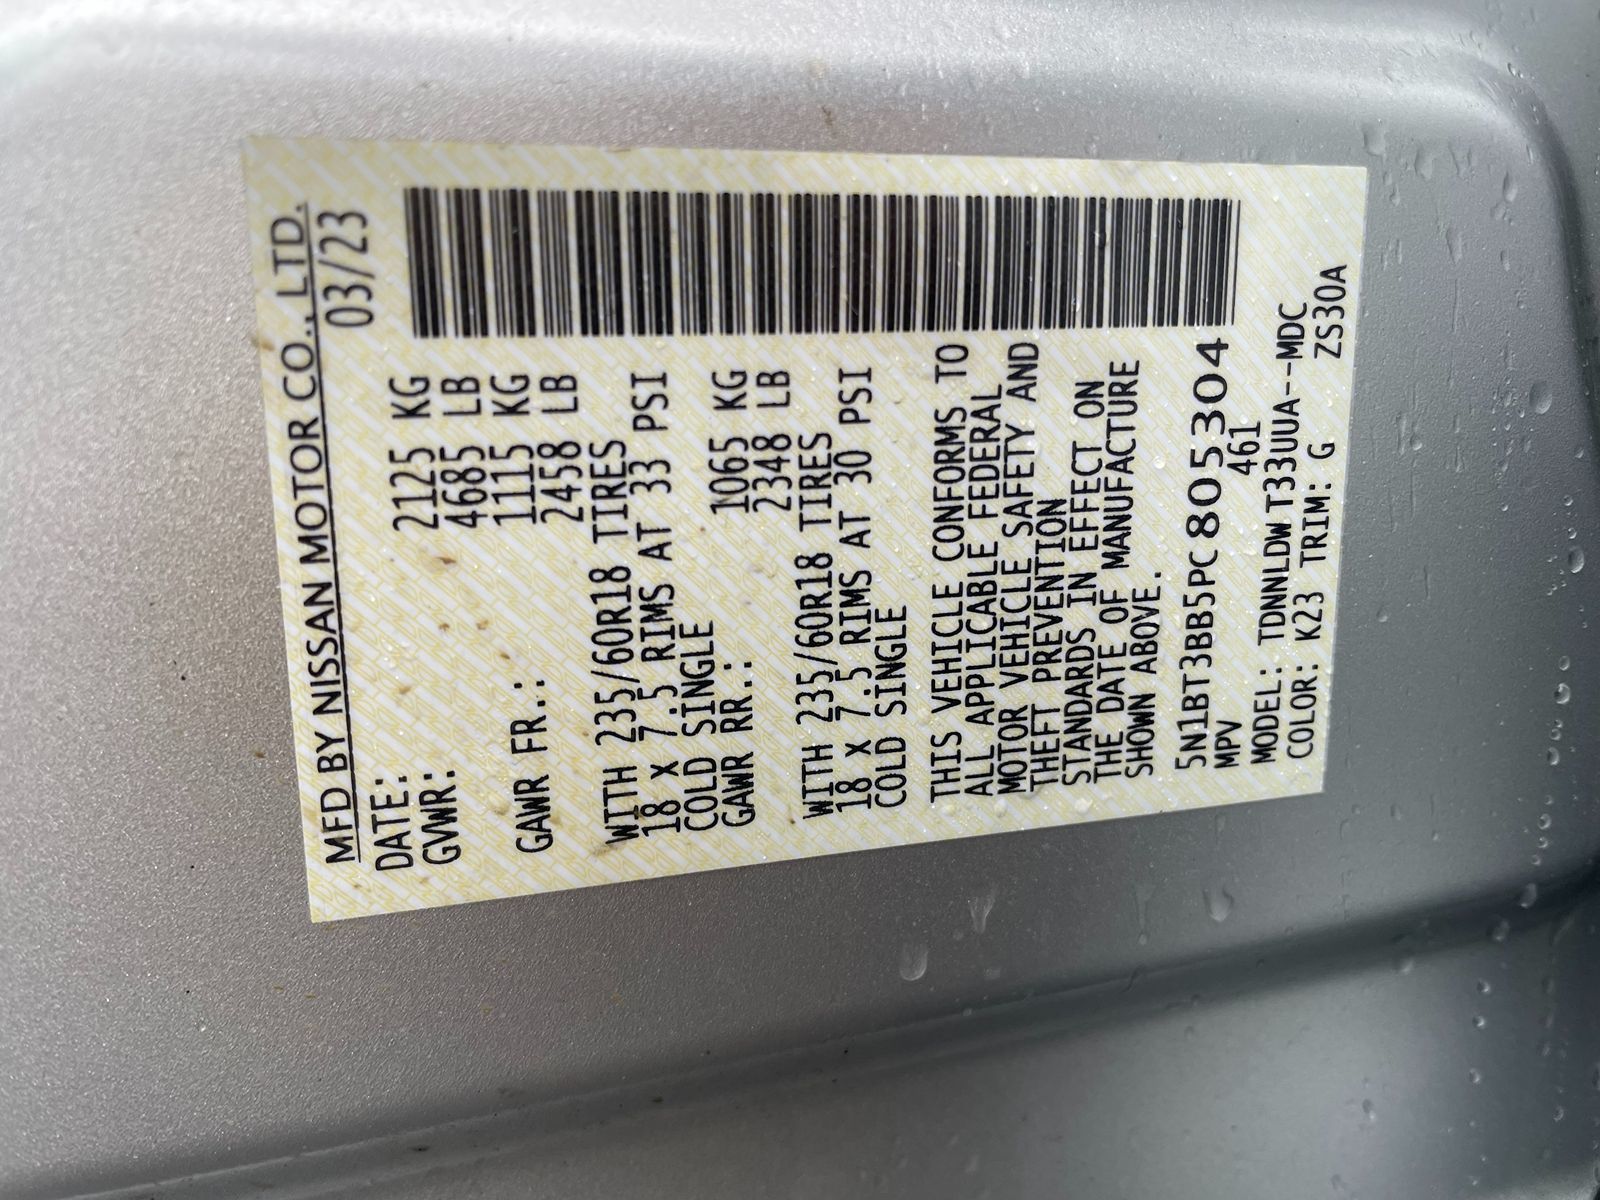 MFD BY NISSAN MOTOR CO., LTD.
DATE: 03/23
GVWR: 2125 KG
4685 LB
GAWR FR.: 1115 KG
2458 LB
WITH 235/60R18 TIRES
18 X 7.5 RIMS AT 33 PSI
COLD SINGLE
GAWR RR.: 1065 KG
2348 LB
WITH 235/60R18 TIRES
18 X 7.5 RIMS AT 30 PSI
COLD SINGLE
THIS VEHICLE CONFORMS TO
ALL APPLICABLE FEDERAL
MOTOR VEHICLE SAFETY AND
THEFT PREVENTION
STANDARDS IN EFFECT ON
THE DATE OF MANUFACTURE
SHOWN ABOVE.
5N1BT3BB5PC805304
MPV 461
MODEL: TDNNLDWT33UUA--MDC
COLOR: K23 TRIM: G ZS30A